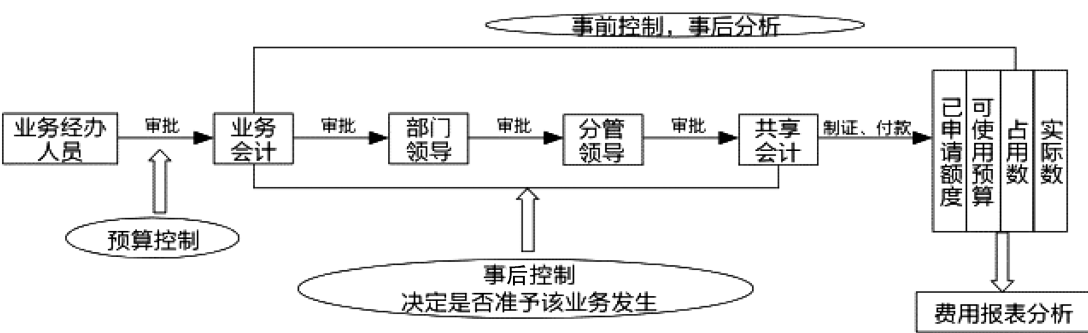 事前控制，事后分析
业务经办
人员
审批
业务
会计
审批
部门
领导
审批
分管
领导
审批
共享
会计
制证、付款
已申请额度
可使用预算
占用数
实际数
预算控制
事后控制
决定是否准予该业务发生
费用报表分析